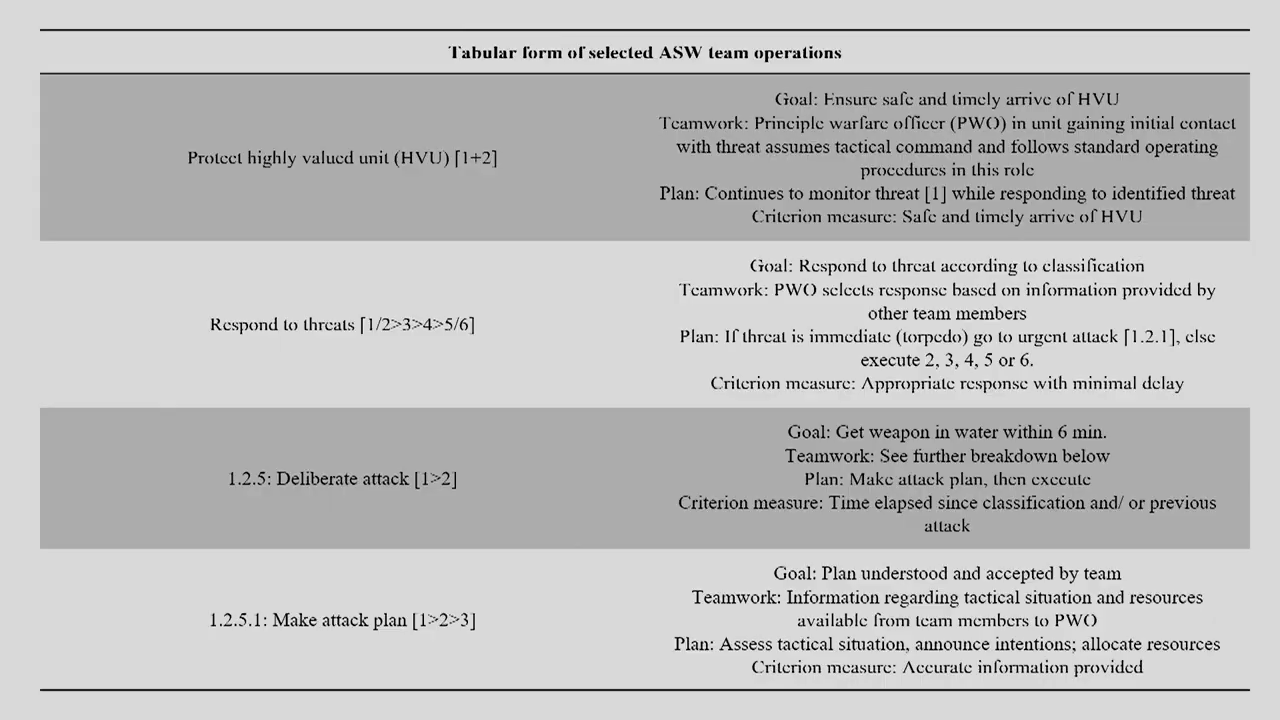 Tabular form of selected ASW team operations
Protect highly valued unit (HVU) [1+2]
Goal: Ensure safe and timely arrive of HVU
Teamwork: Principle warfare officer (PWO) in unit gaining initial contact
with threat assumes tactical command and follows standard operating
procedures in this role
Plan: Continues to monitor threat [1] while responding to identified threat
Criterion measure: Safe and timely arrive of HVU
Respond to threats [1/2>3>4>5/6]
Goal: Respond to threat according to classification
Teamwork: PWO selects response based on information provided by
other team members
Plan: If threat is immediate (torpedo) go to urgent attack [1.2.1], else
execute 2, 3, 4, 5 or 6.
Criterion measure: Appropriate response with minimal delay
1.2.5: Deliberate attack [1>2]
Goal: Get weapon in water within 6 min.
Teamwork: See further breakdown below
Plan: Make attack plan, then execute
Criterion measure: Time elapsed since classification and/ or previous
attack
1.2.5.1: Make attack plan [1>2>3]
Goal: Plan understood and accepted by team
Teamwork: Information regarding tactical situation and resources
available from team members to PWO
Plan: Assess tactical situation, announce intentions; allocate resources
Criterion measure: Accurate information provided